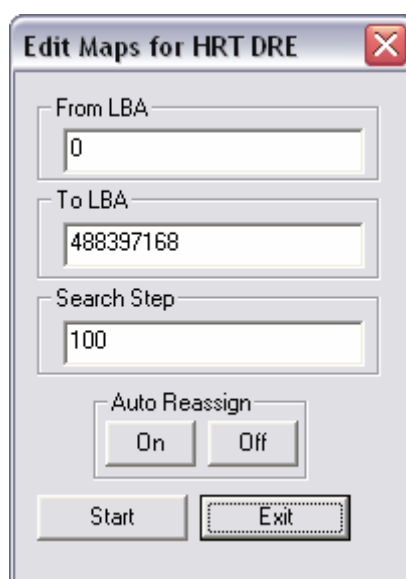 Edit Maps for HRT DRE
From LBA
0
To LBA
488397168
Search Step
100
Auto Reassign
On Off
Start Exit